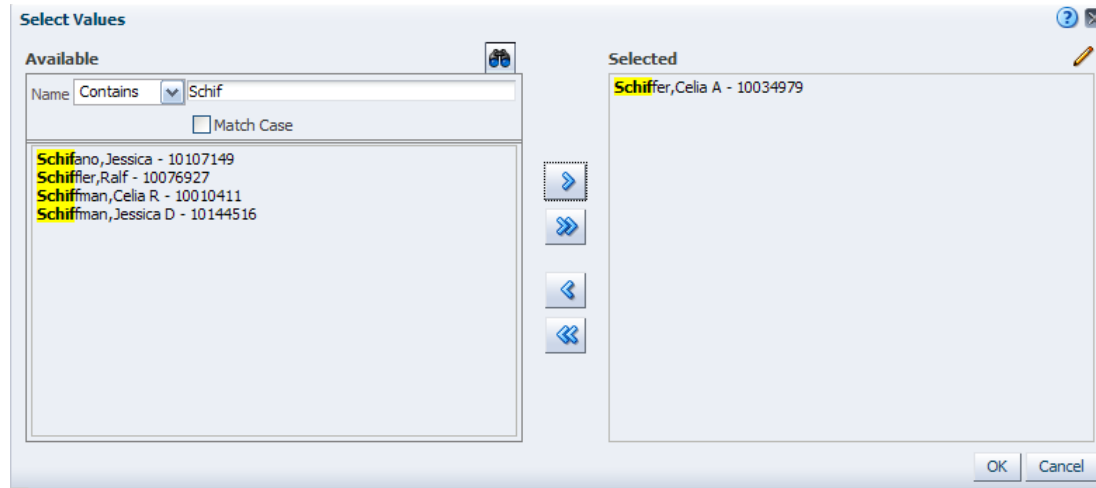 Select Values
Available
Name Contains Schif
Match Case
Schifano,Jessica - 10107149
Schiffler,Ralf - 10076927
Schiffman,Celia R - 10010411
Schiffman,Jessica D - 10144516
Selected
Schiffer,Celia A - 10034979
OK Cancel